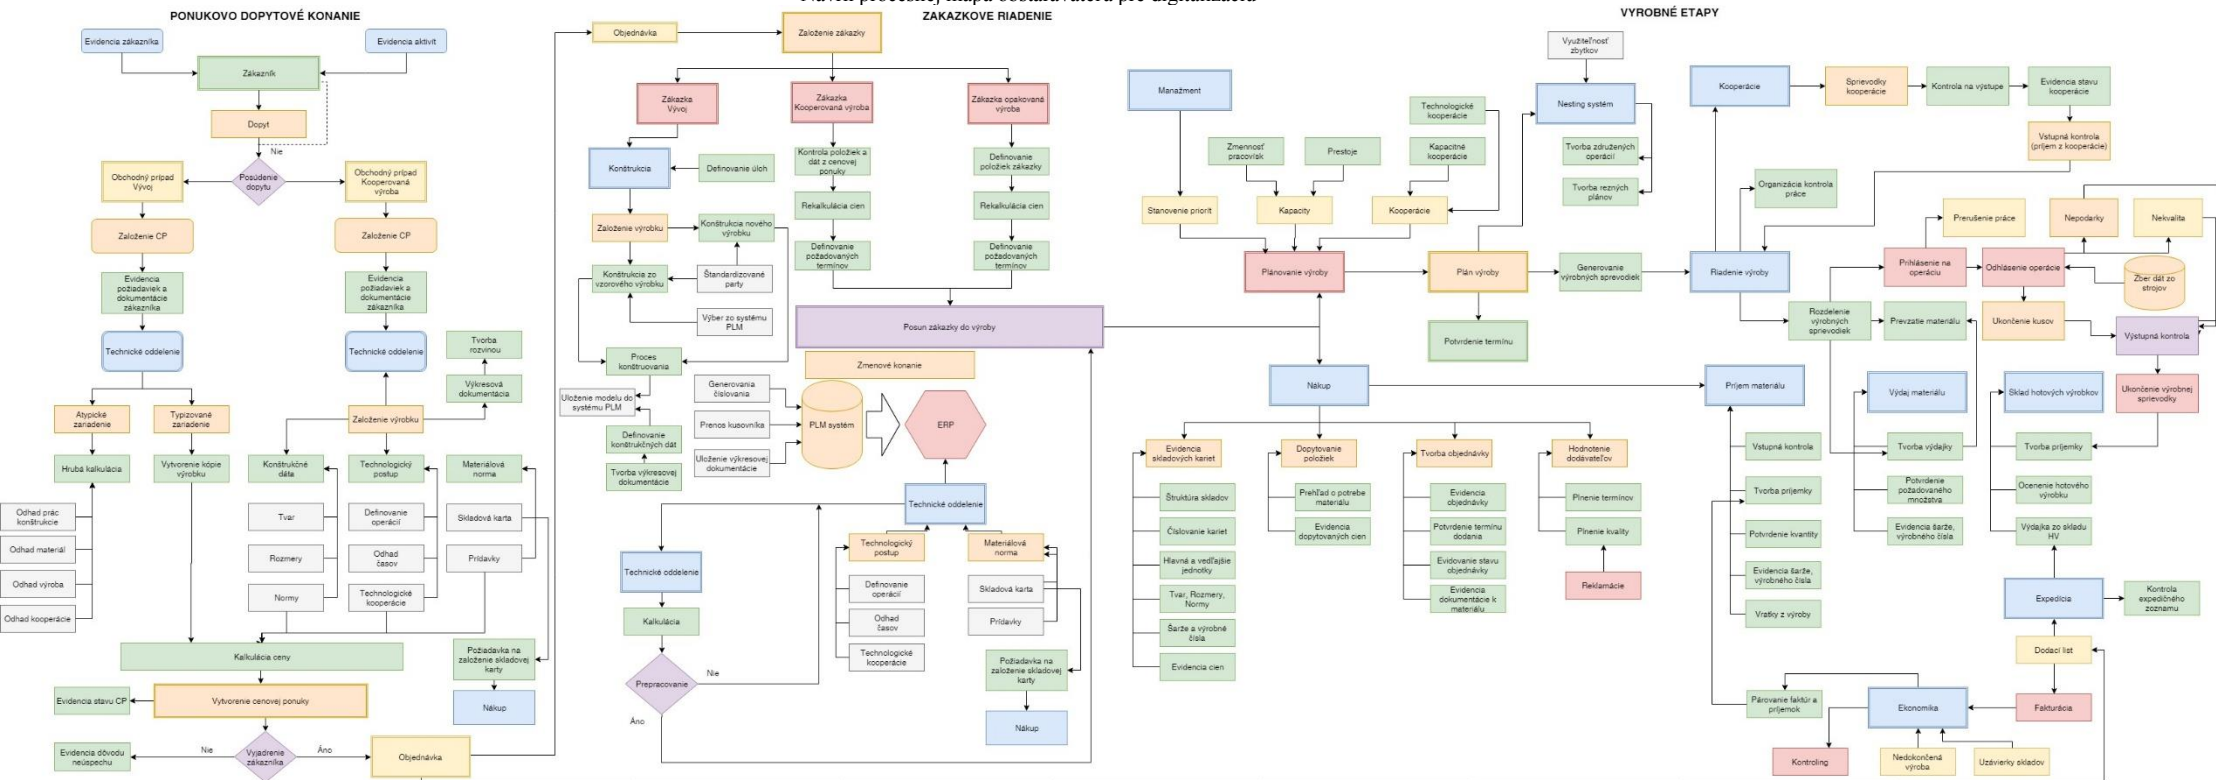 Návrh procesnej mapy obstarávateľa pre digitalizáciu
PONUKOVO DOPYTOVÉ KONANIE
Evidencia zákazníka
Evidencia aktivít
Zákazník
Dopyt
Nie
Posúdenie
dopytu
Obchodný prípad
Vývoj
Obchodný prípad
Kooperovaná
výroba
Založenie CP
Založenie CP
Evidencia
požiadaviek a
dokumentácie
zákazníka
Evidencia
požiadaviek a
dokumentácie
zákazníka
Technické oddelenie
Technické oddelenie
Tvorba
rozvinou
Výkresová
dokumentácia
Atypické
zariadenie
Typizované
zariadenie
Založenie výrobku
Hrubá kalkulácia
Vytvorenie kópie
výrobku
Konštrukčné
dáta
Technologický
postup
Materiálová
norma
Odhad prác
konštrukcie
Odhad materiál
Odhad výroba
Odhad kooperácie
Tvar
Rozmery
Normy
Definovanie
operácií
Odhad
časov
Technologické
kooperácie
Skladová karta
Prídavky
Kalkulácia ceny
Požiadavka na
založenie skladovej
karty
Nákup
Evidencia stavu CP
Vytvorenie cenovej ponuky
Evidencia dôvodu
neúspechu
Nie
Vyjadrenie
zákazníka
Áno
Objednávka
ZAKAZKOVE RIADENIE
Objednávka
Založenie zákazky
Zákazka
Vývoj
Zákazka
Kooperovaná výroba
Zákazka opakovaná
výroba
Konštrukcia
Definovanie úloh
Kontrola položiek a
dát z cenovej
ponuky
Definovanie
položiek zákazky
Založenie výrobku
Konštrukcia nového
výrobku
Rekalkulácia cien
Rekalkulácia cien
Konštrukcia zo
vzorového výrobku
Štandardizované
party
Definovanie
požadovaných
termínov
Definovanie
požadovaných
termínov
Výber zo systému
PLM
Posun zákazky do výroby
Proces
konštruovania
Zmenové konanie
Uloženie modelu do
systému PLM
Generovania
číslovania
Prenos kusovníka
Uloženie výkresovej
dokumentácie
PLM systém
ERP
Definovanie
konštrukčných dát
Tvorba výkresovej
dokumentácie
Technické oddelenie
Technické oddelenie
Technologický
postup
Materiálová
norma
Definovanie
operácií
Odhad
časov
Technologické
kooperácie
Skladová karta
Prídavky
Kalkulácia
Prepracovanie
Nie
Áno
Požiadavka na
založenie skladovej
karty
Nákup
VYROBNÉ ETAPY
Využiteľnosť
zbytkov
Manažment
Nesting systém
Technologické
kooperácie
Zmennosť
pracovísk
Prestoje
Kapacitné
kooperácie
Tvorba združených
operácií
Tvorba rezných
plánov
Stanovenie priorít
Kapacity
Kooperácie
Plánovanie výroby
Plán výroby
Generovanie
výrobných sprevodiek
Potvrdenie termínu
Kooperácie
Sprievodky
kooperácie
Kontrola na výstupe
Evidencia stavu
kooperácie
Vstupná kontrola
(príjem z kooperácie)
Organizácia kontrola
práce
Prerušenie práce
Nepodarky
Nekvalita
Riadenie výroby
Prihlásenie na
operáciu
Odhlásenie operácie
Zber dát zo
strojov
Rozdelenie
výrobných
sprievodiek
Prevzatie materiálu
Ukončenie kusov
Výstupná kontrola
Nákup
Príjem materiálu
Výdaj materiálu
Sklad hotových výrobkov
Ukončenie výrobnej
sprievodky
Evidencia
skladových kariet
Dopytovanie
položiek
Tvorba objednávky
Hodnotenie
dodávateľov
Štruktúra skladov
Číslovanie kariet
Hlavná a vedľajšie
jednotky
Tvar, Rozmery,
Normy
Šarže a výrobné
čísla
Evidencia cien
Prehľad o potrebe
materiálu
Evidencia
dopytovaných cien
Evidencia
objednávky
Potvrdenie termínu
dodania
Evidovanie stavu
objednávky
Evidencia
dokumentácie k
materiálu
Plnenie termínov
Plnenie kvality
Reklamácie
Vstupná kontrola
Tvorba príjemky
Potvrdenie kvantity
Evidencia šarže,
výrobného čísla
Vratky z výroby
Tvorba výdajky
Potvrdenie
požadovaného
množstva
Evidencia šarže,
výrobného čísla
Tvorba príjemky
Ocenenie hotového
výrobku
Výdajka zo skladu
HV
Expedícia
Kontrola
expedičného
zoznamu
Dodací list
Párovanie faktúr a
príjemok
Ekonomika
Fakturácia
Kontroling
Nedokončená
výroba
Uzávierky skladov